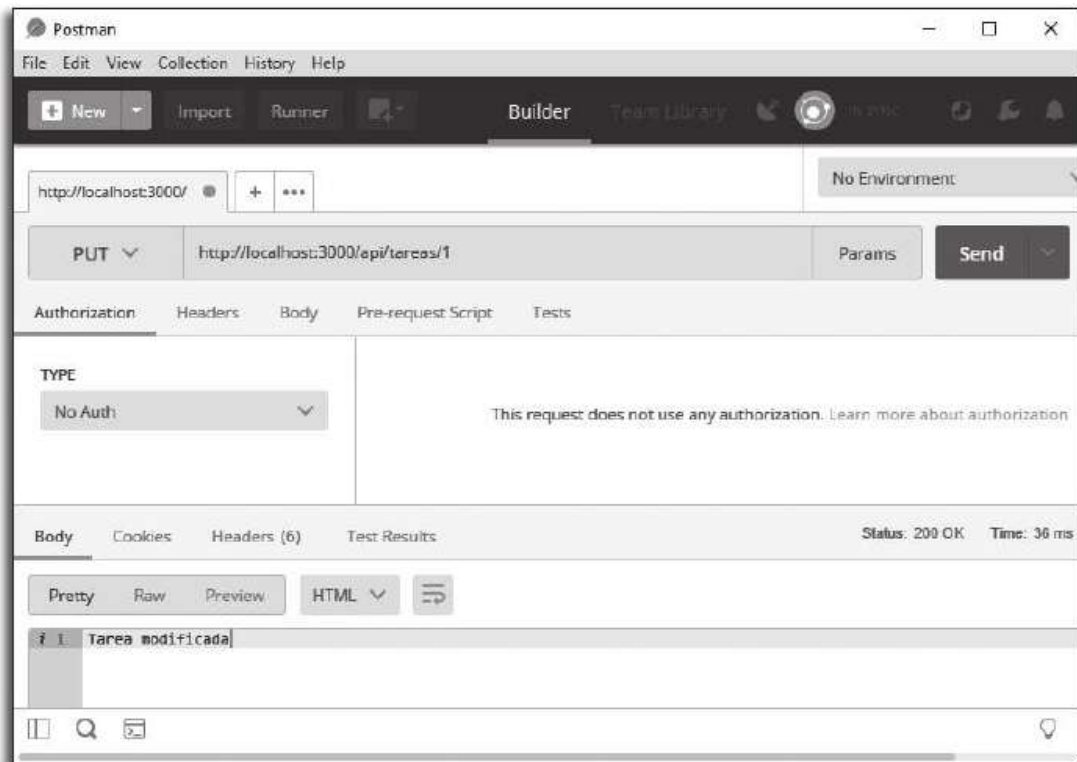 Postman
File Edit View Collection History Help
New Import Runner Builder Team Library
http://localhost:3000/ + ••• No Environment
PUT http://localhost:3000/api/tareas/1 Params Send
Authorization Headers Body Pre-request Script Tests
TYPE
No Auth
This request does not use any authorization. Learn more about authorization
Body Cookies Headers (6) Test Results Status: 200 OK Time: 36 ms
Pretty Raw Preview HTML
i 1 Tarea modificada